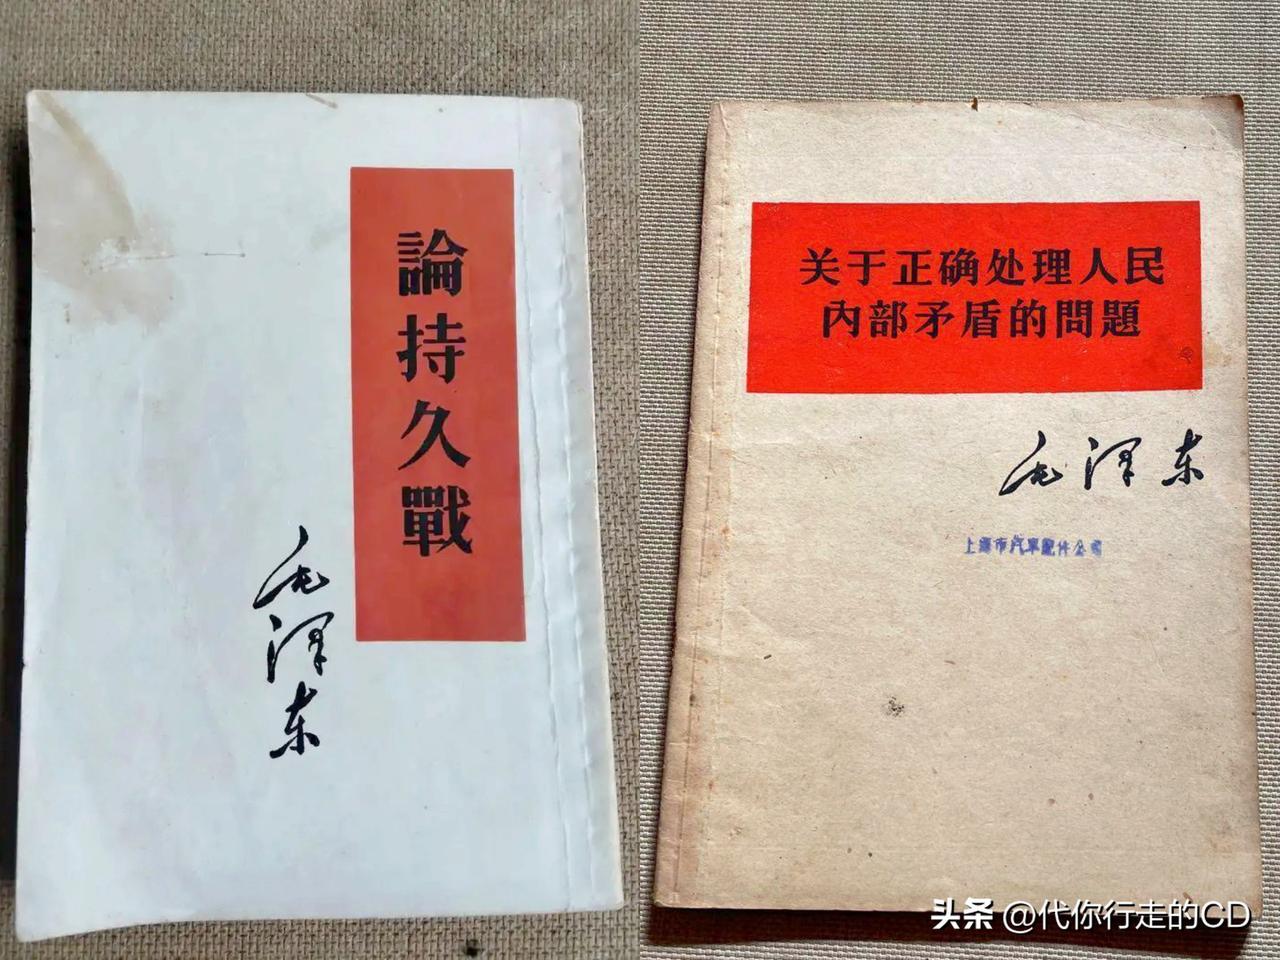 論持久戰
毛泽东
关于正确处理人民
內部矛盾的問題
毛泽东
上海市汽車配件公司
头条 @代你行走的CD